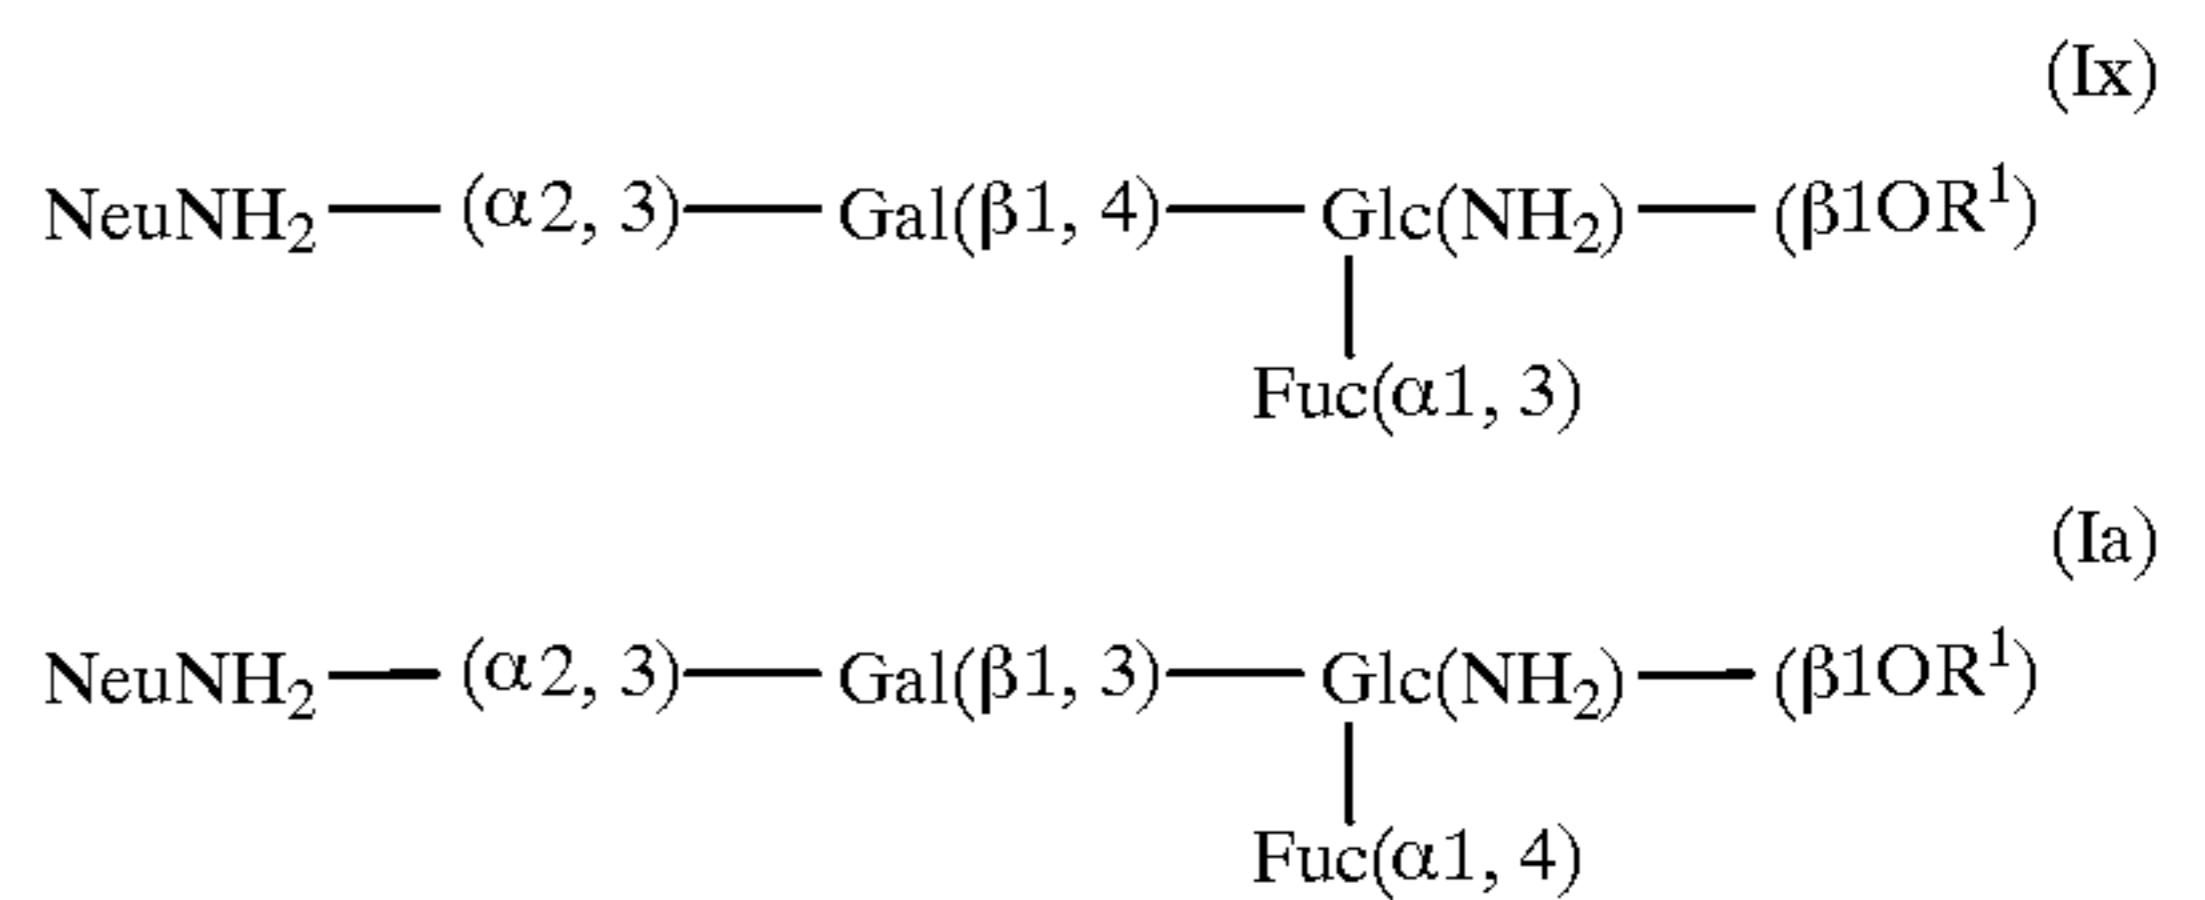 (Ix)
NeuNH₂—(α2, 3)—Gal(β1, 4)—Glc(NH₂)—(β1OR¹)
Fuc(α1, 3)
(Ia)
NeuNH₂—(α2, 3)—Gal(β1, 3)—Glc(NH₂)—(β1OR¹)
Fuc(α1, 4)